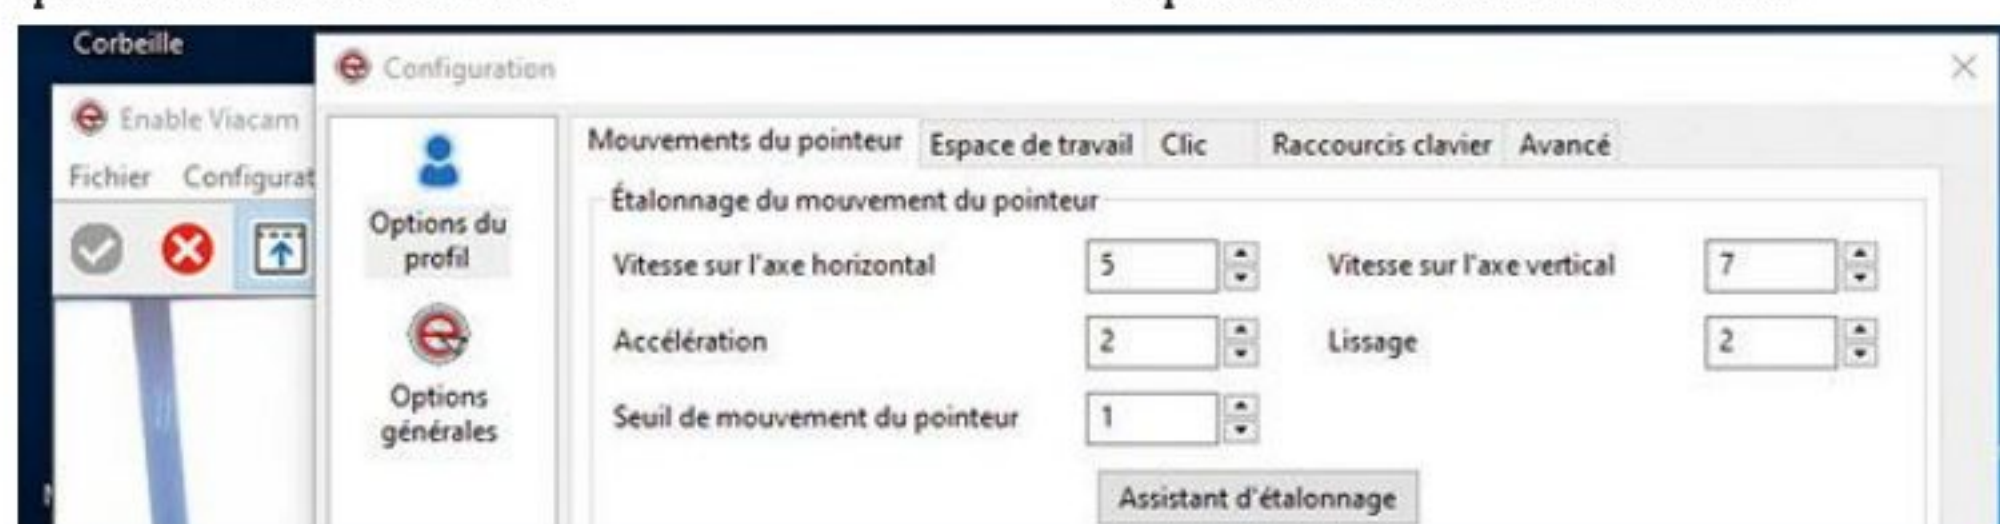 Corbeille
Configuration
Enable Viacam
Fichier Configurat
Mouvements du pointeur Espace de travail Clic Raccourcis clavier Avancé
Options du
profil
Options
générales
Étalonnage du mouvement du pointeur
Vitesse sur l'axe horizontal 5 Vitesse sur l'axe vertical 7
Accélération 2 Lissage 2
Seuil de mouvement du pointeur 1
Assistant d'étalonnage